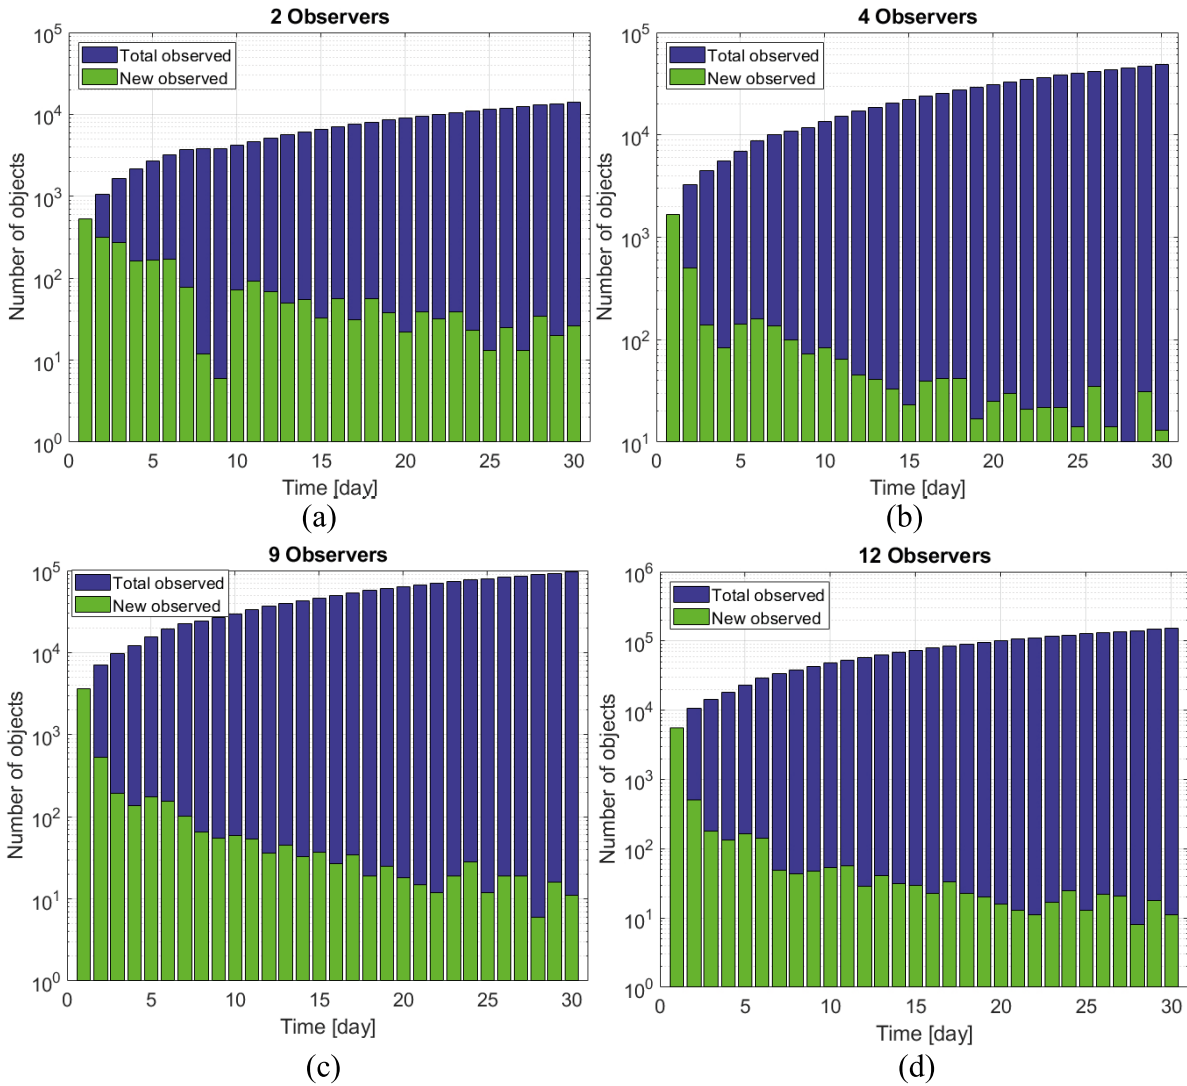 2 Observers
10^5
10^4
10^3
10^2
10^1
10^0
Number of objects
Total observed
New observed
0 5 10 15 20 25 30
Time [day]
(a)
4 Observers
10^5
10^4
10^3
10^2
10^1
Number of objects
Total observed
New observed
0 5 10 15 20 25 30
Time [day]
(b)
9 Observers
10^5
10^4
10^3
10^2
10^1
10^0
Number of objects
Total observed
New observed
0 5 10 15 20 25 30
Time [day]
(c)
12 Observers
10^6
10^5
10^4
10^3
10^2
10^1
10^0
Number of objects
Total observed
New observed
0 5 10 15 20 25 30
Time [day]
(d)